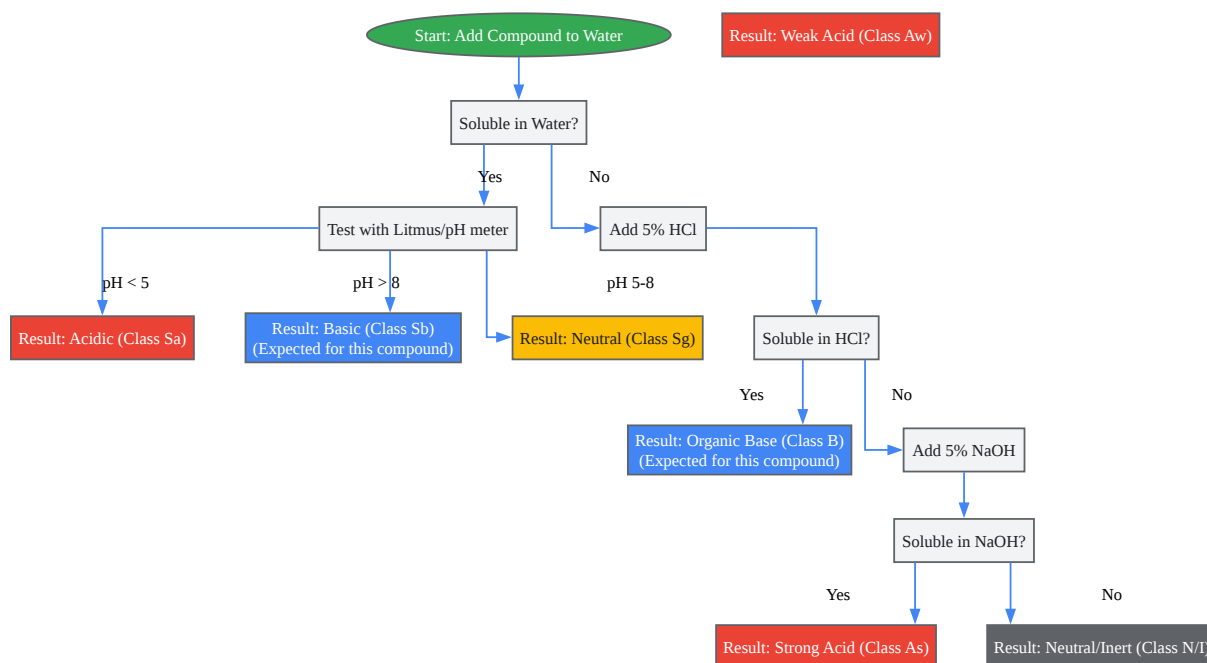 Start: Add Compound to Water
Result: Weak Acid (Class Aw)
Soluble in Water?
Yes
No
Test with Litmus/pH meter
Add 5% HCl
pH < 5
pH > 8
pH 5-8
Result: Acidic (Class Sa)
Result: Basic (Class Sb)
(Expected for this compound)
Result: Neutral (Class Sg)
Soluble in HCl?
Yes
No
Result: Organic Base (Class B)
(Expected for this compound)
Add 5% NaOH
Soluble in NaOH?
Yes
No
Result: Strong Acid (Class As)
Result: Neutral/Inert (Class N/I)